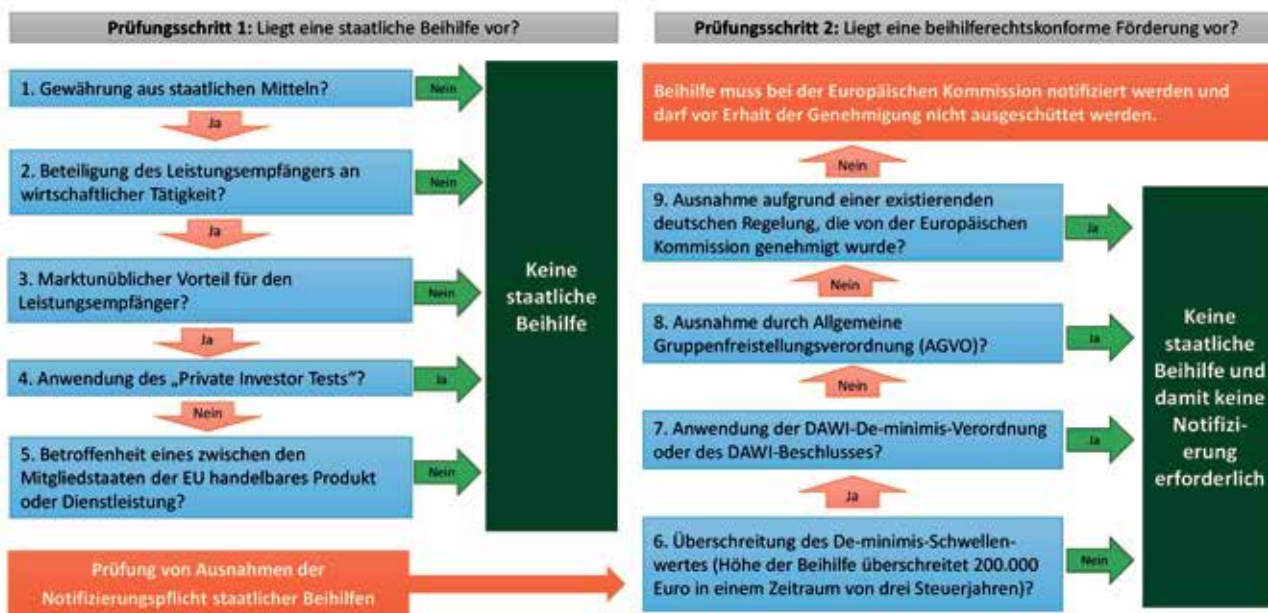 Prüfungsschritt 1: Liegt eine staatliche Beihilfe vor?
1. Gewährung aus staatlichen Mitteln?
Nein
Ja
2. Beteiligung des Leistungsempfängers an
wirtschaftlicher Tätigkeit?
Nein
Ja
3. Marktunüblicher Vorteil für den
Leistungsempfänger?
Nein
Ja
4. Anwendung des „Private Investor Tests“?
Ja
Nein
5. Betroffenheit eines zwischen den
Mitgliedstaaten der EU handelbares Produkt
oder Dienstleistung?
Nein
Keine
staatliche
Beihilfe
Prüfung von Ausnahmen der
Notifizierungspflicht staatlicher Beihilfen
Prüfungsschritt 2: Liegt eine beihilferechtskonforme Förderung vor?
Beihilfe muss bei der Europäischen Kommission notifiziert werden und
darf vor Erhalt der Genehmigung nicht ausgeschüttet werden.
Nein
9. Ausnahme aufgrund einer existierenden
deutschen Regelung, die von der Europäischen
Kommission genehmigt wurde?
Ja
Nein
8. Ausnahme durch Allgemeine
Gruppenfreistellungsverordnung (AGVO)?
Ja
Nein
7. Anwendung der DAWI-De-minimis-Verordnung
oder des DAWI-Beschlusses?
Ja
Ja
6. Überschreitung des De-minimis-Schwellen-
wertes (Höhe der Beihilfe überschreitet 200.000
Euro in einem Zeitraum von drei Steuerjahren)?
Nein
Keine
staatliche
Beihilfe und
damit keine
Notifizi-
erung
erforderlich